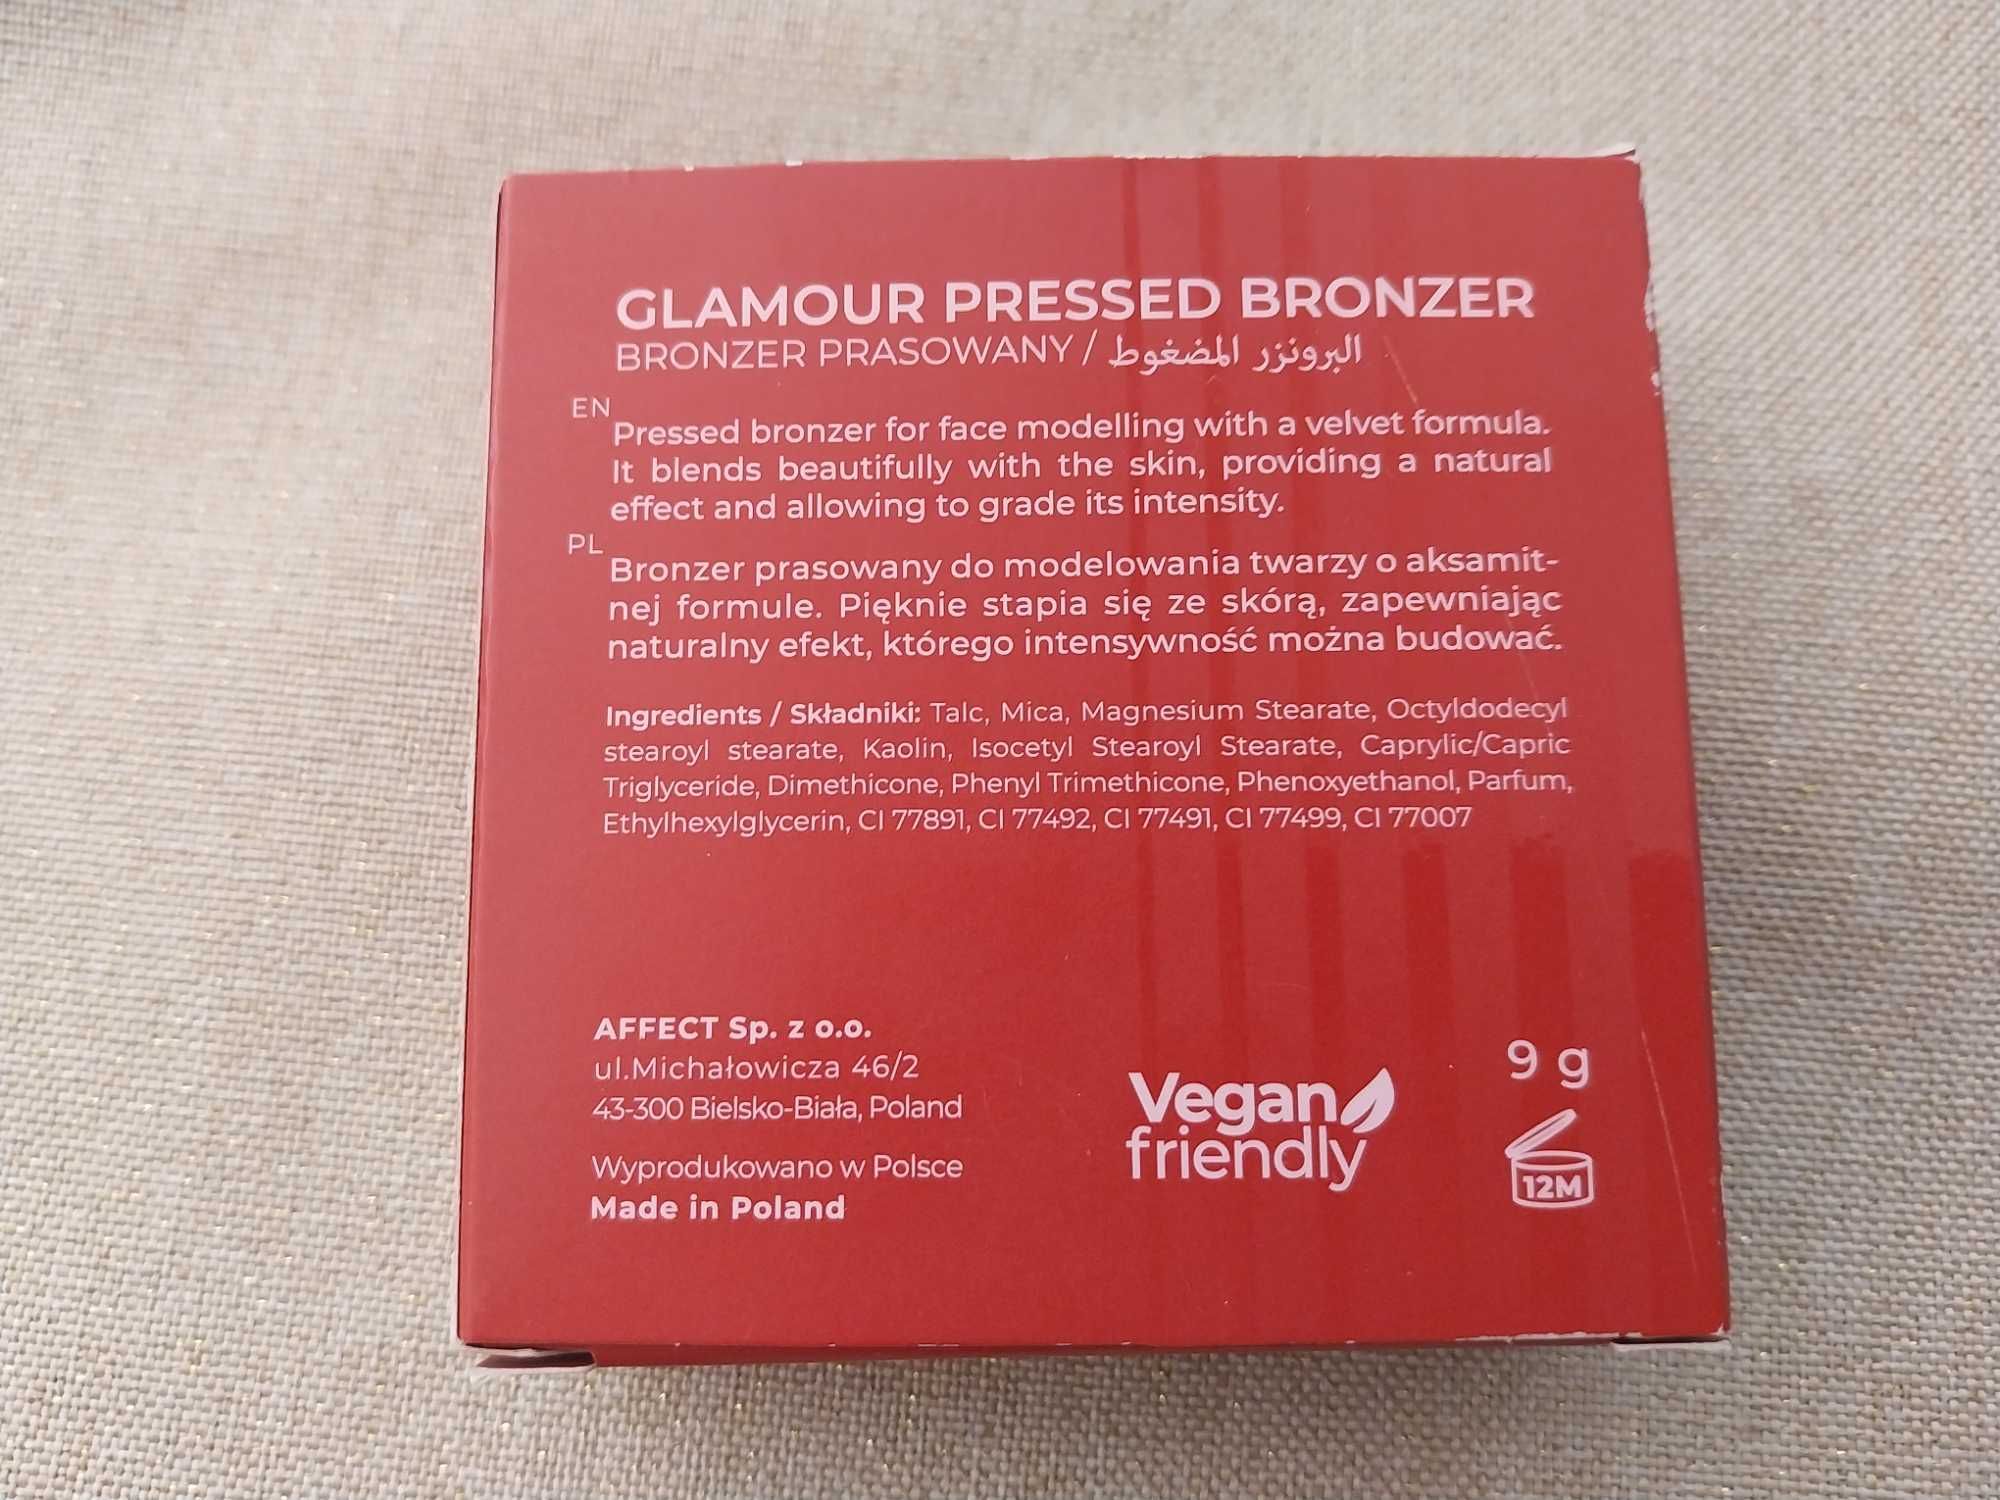 GLAMOUR PRESSED BRONZER
BRONZER PRASOWANY / البرونزر المضغوط
EN
Pressed bronzer for face modelling with a velvet formula.
It blends beautifully with the skin, providing a natural
effect and allowing to grade its intensity.
PL
Bronzer prasowany do modelowania twarzy o aksamit-
nej formule. Pięknie stapia się ze skórą, zapewniając
naturalny efekt, którego intensywność można budować.
Ingredients / Składniki: Talc, Mica, Magnesium Stearate, Octyldodecyl
stearoyl stearate, Kaolin, Isocetyl Stearoyl Stearate, Caprylic/Capric
Triglyceride, Dimethicone, Phenyl Trimethicone, Phenoxyethanol, Parfum,
Ethylhexylglycerin, CI 77891, CI 77492, CI 77491, CI 77499, CI 77007
AFFECT Sp. z o.o.
ul.Michałowicza 46/2
43-300 Bielsko-Biała, Poland
Wyprodukowano w Polsce
Made in Poland
Vegan
friendly
9 g
12M